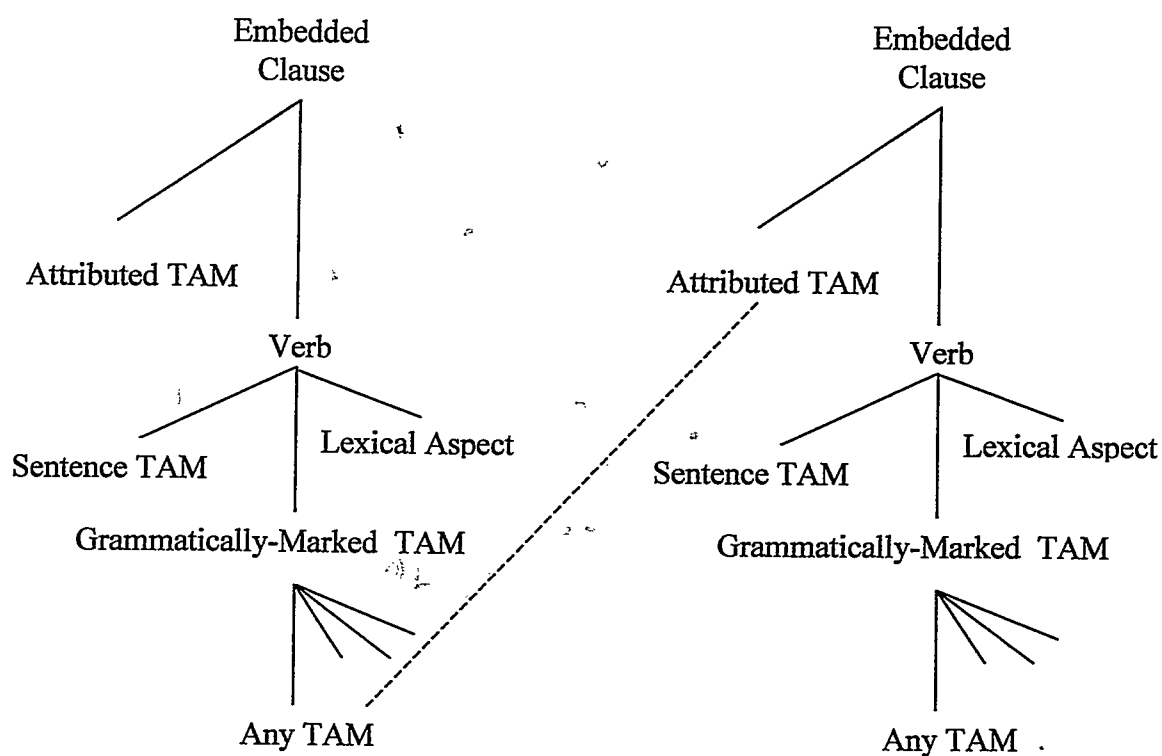 Embedded
Clause
Attributed TAM
Verb
Sentence TAM
Lexical Aspect
Grammatically-Marked TAM
Any TAM
Embedded
Clause
Attributed TAM
Verb
Sentence TAM
Lexical Aspect
Grammatically-Marked TAM
Any TAM .